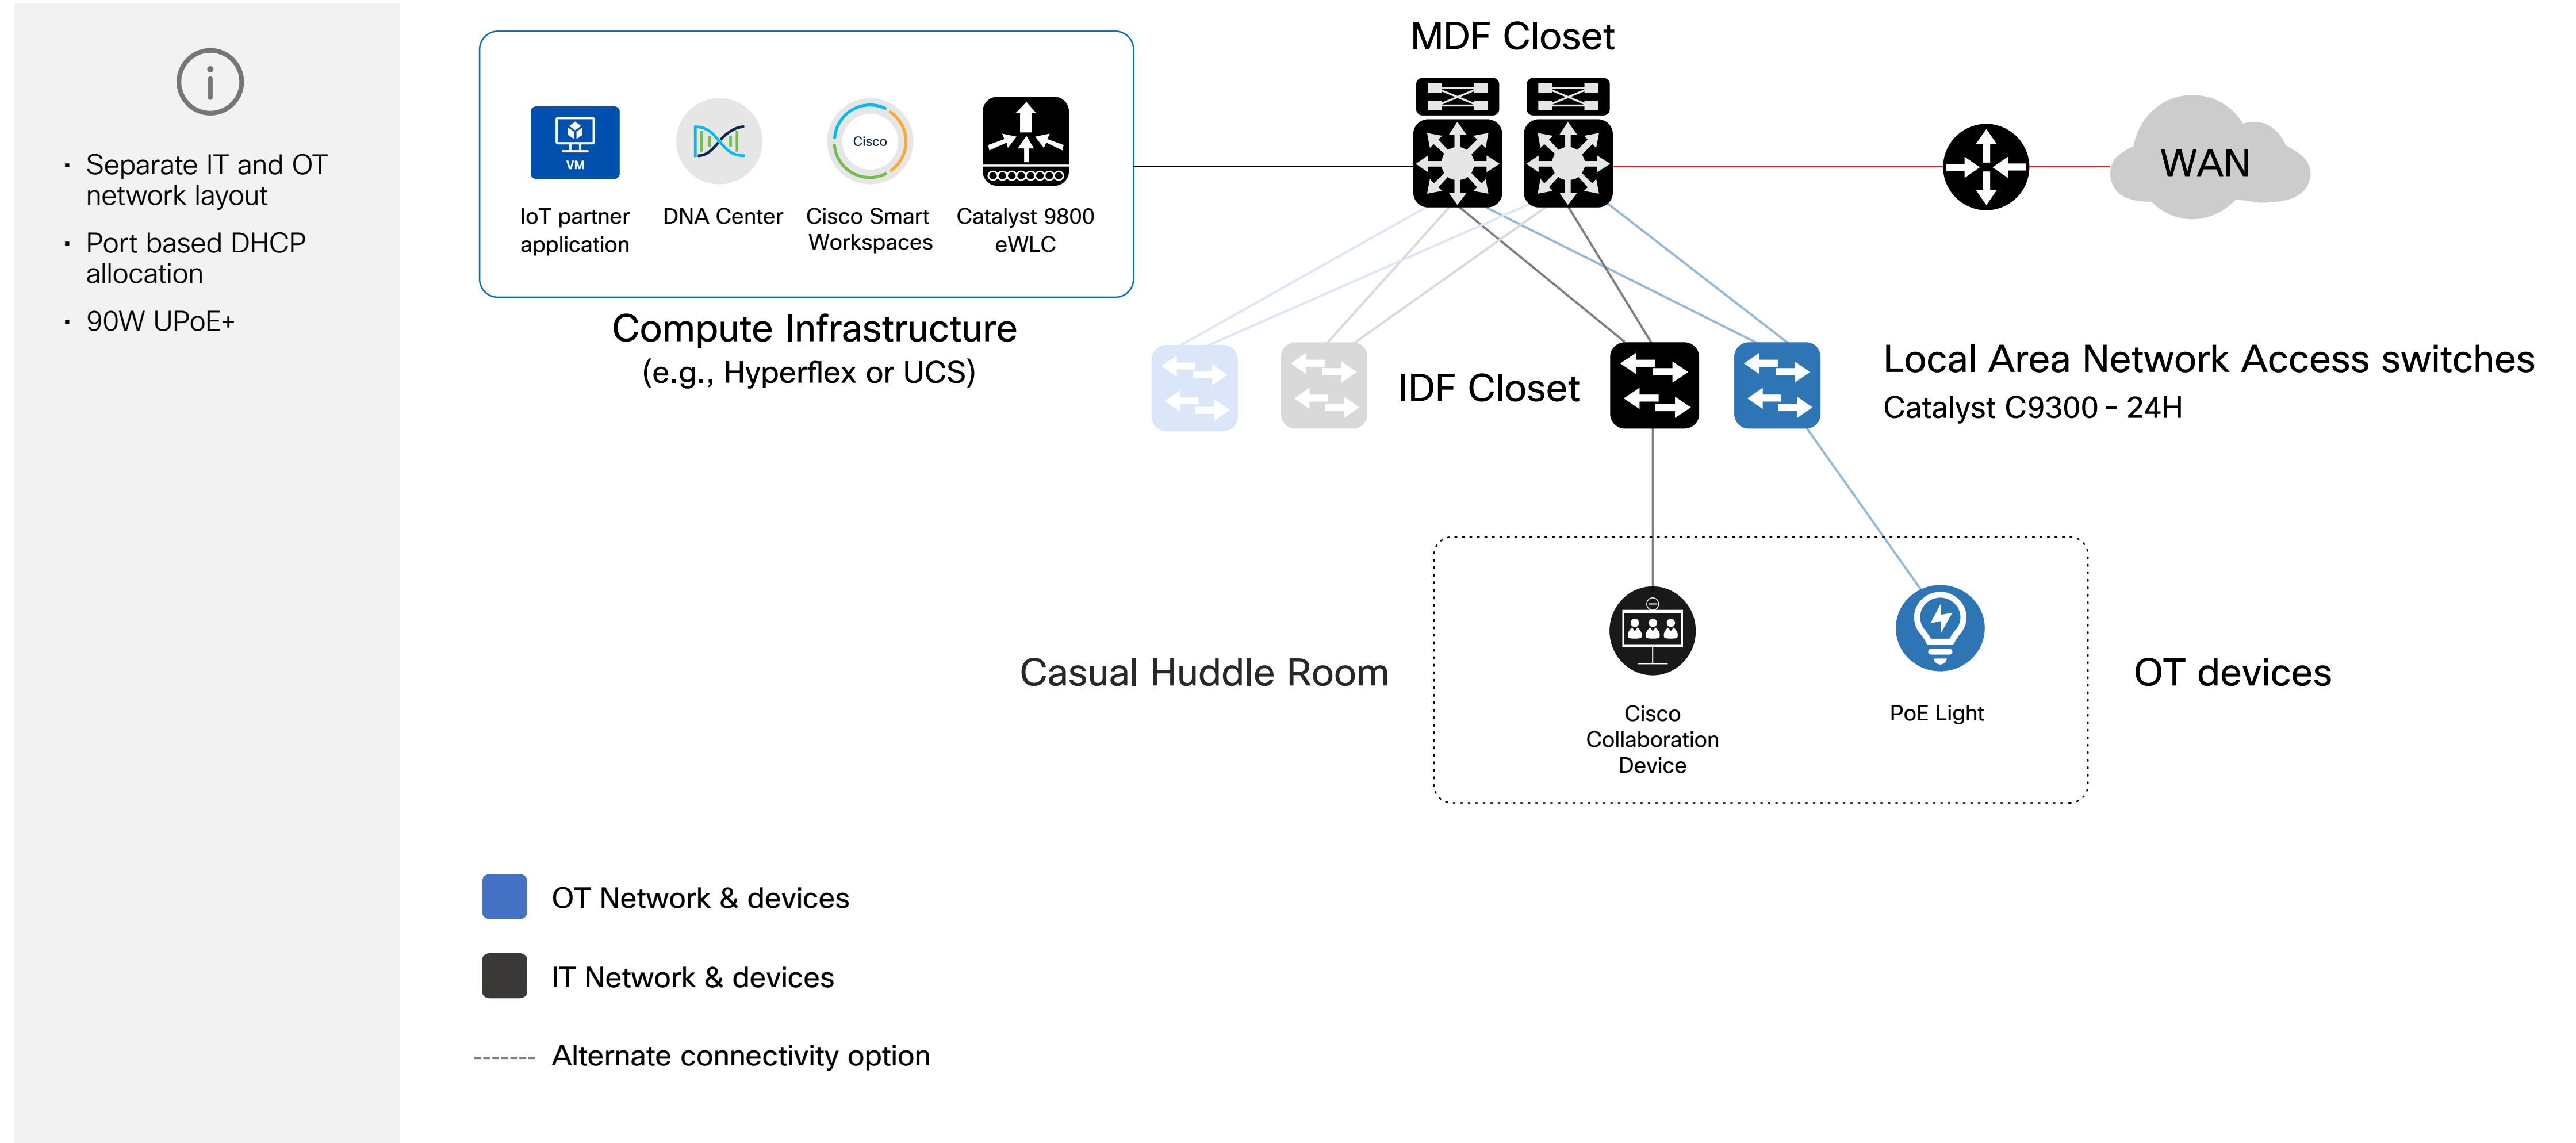 i
· Separate IT and OT
network layout
· Port based DHCP
allocation
· 90W UPoE+
VM
IoT partner
application
DNA Center
Cisco
Cisco Smart
Workspaces
Catalyst 9800
eWLC
Compute Infrastructure
(e.g., Hyperflex or UCS)
MDF Closet
WAN
IDF Closet
Local Area Network Access switches
Catalyst C9300 - 24H
Casual Huddle Room
Cisco
Collaboration
Device
PoE Light
OT devices
OT Network & devices
IT Network & devices
Alternate connectivity option